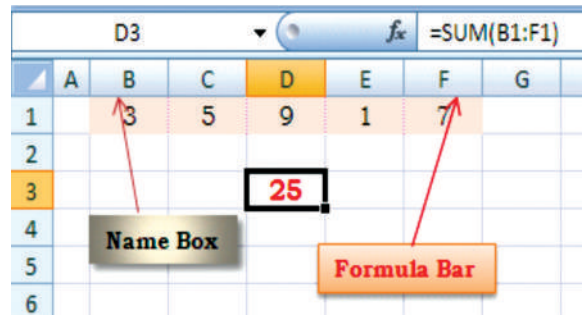 D3 fx =SUM(B1:F1)
A B C D E F G
1 3 5 9 1 7
2
3 25
4
Name Box
5 Formula Bar
6